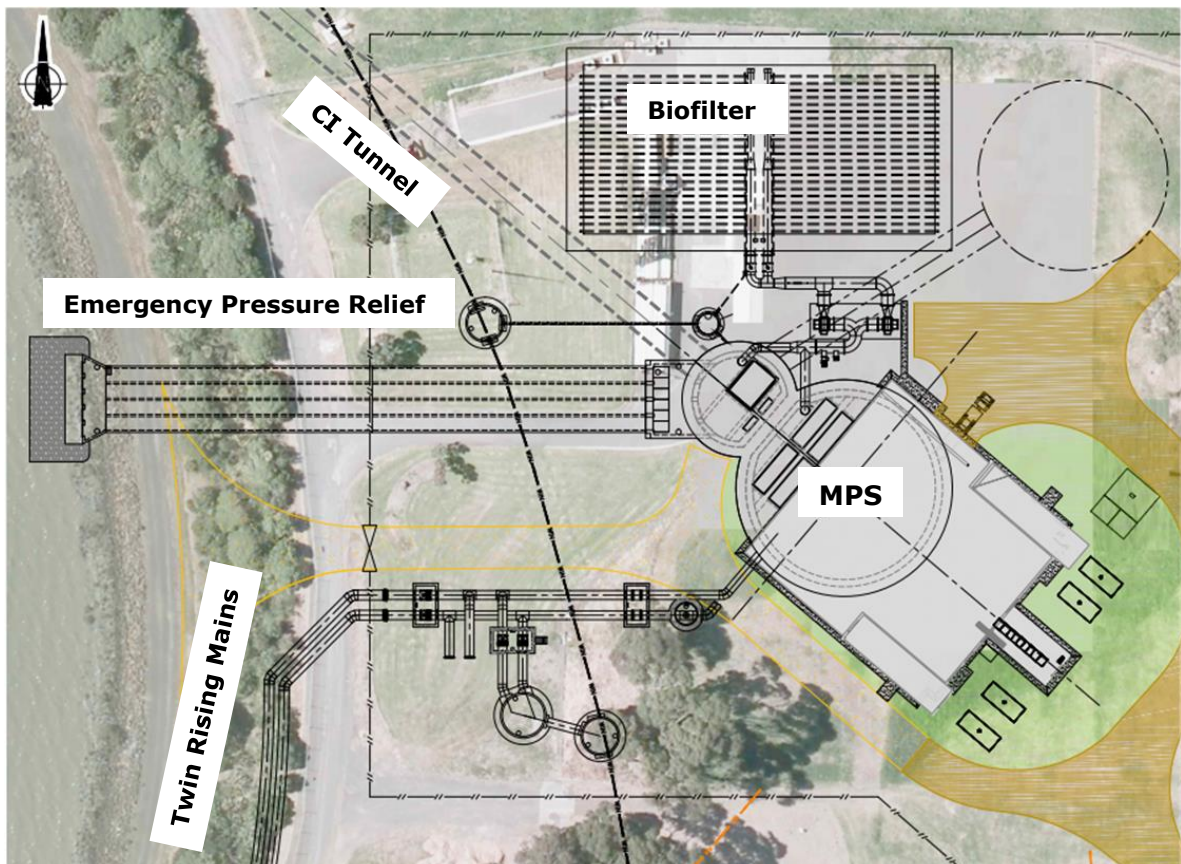 Biofilter
CI Tunnel
Emergency Pressure Relief
MPS
Twin Rising Mains